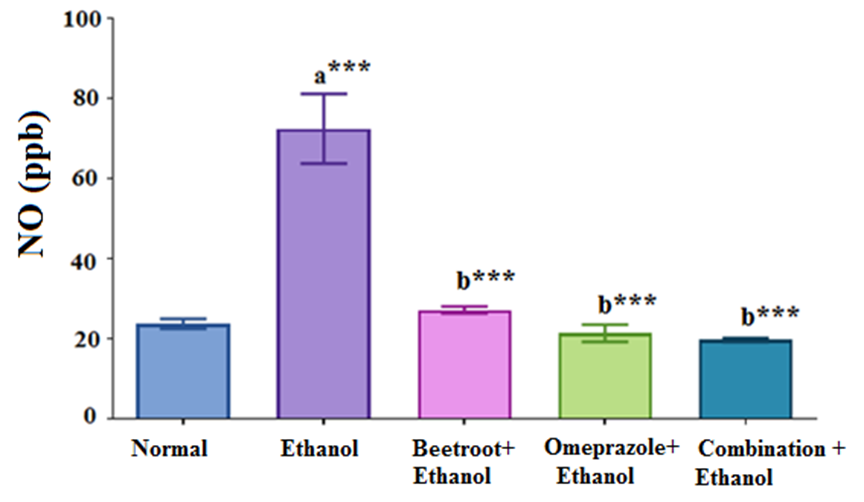 100
80
60
40
20
0
NO (ppb)
a***
b***
b***
b***
Normal
Ethanol
Beetroot+
Ethanol
Omeprazole+
Ethanol
Combination +
Ethanol